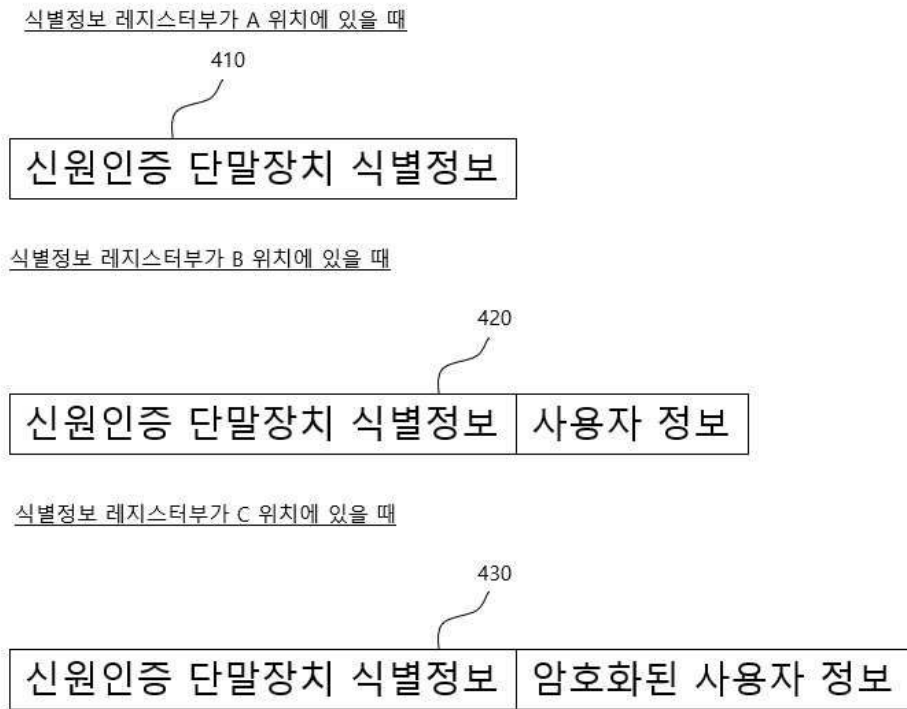 식별정보 레지스터부가 A 위치에 있을 때
410
신원인증 단말장치 식별정보
식별정보 레지스터부가 B 위치에 있을 때
420
신원인증 단말장치 식별정보 사용자 정보
식별정보 레지스터부가 C 위치에 있을 때
430
신원인증 단말장치 식별정보 암호화된 사용자 정보